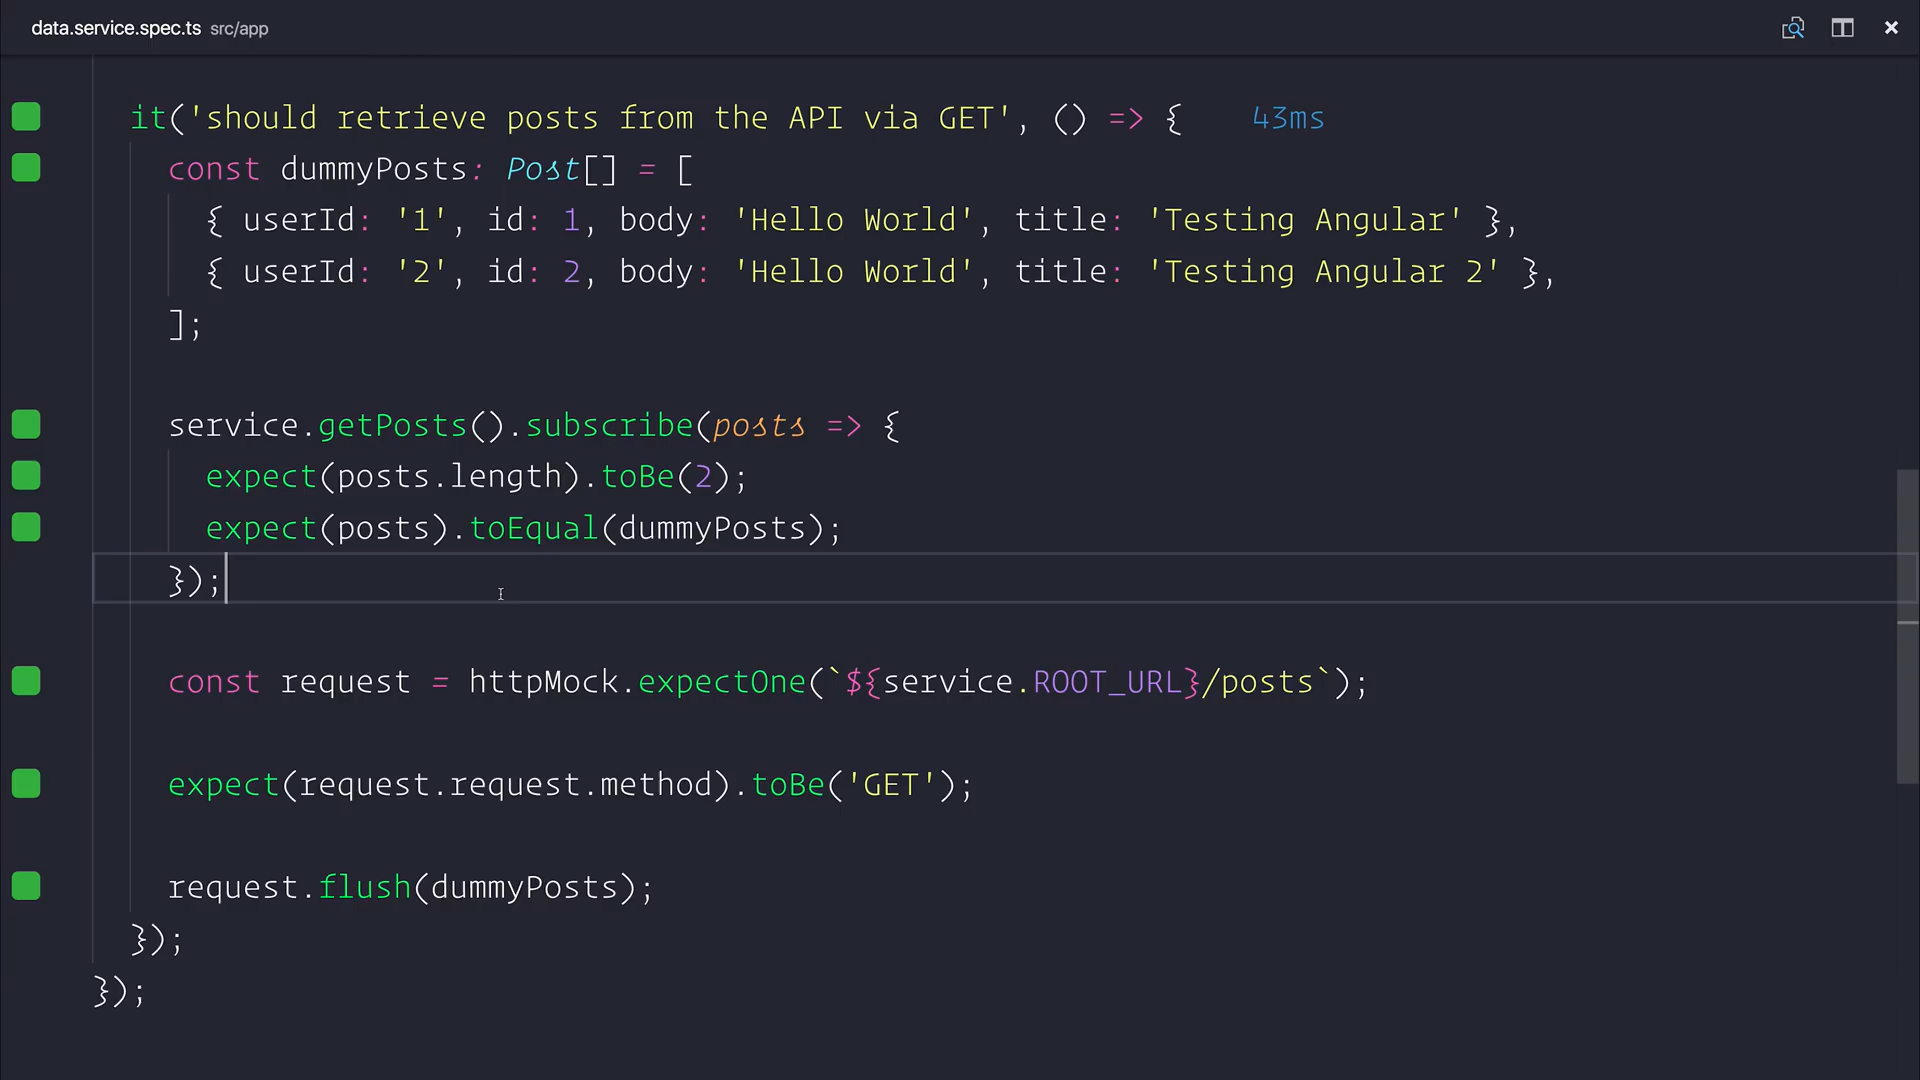 data.service.spec.ts src/app
it('should retrieve posts from the API via GET', () => { 43ms
const dummyPosts: Post[] = [
{ userId: '1', id: 1, body: 'Hello World', title: 'Testing Angular' },
{ userId: '2', id: 2, body: 'Hello World', title: 'Testing Angular 2' },
];
service.getPosts().subscribe(posts => {
expect(posts.length).toBe(2);
expect(posts).toEqual(dummyPosts);
});
const request = httpMock.expectOne(`${service.ROOT_URL}/posts`);
expect(request.request.method).toBe('GET');
request.flush(dummyPosts);
});
});